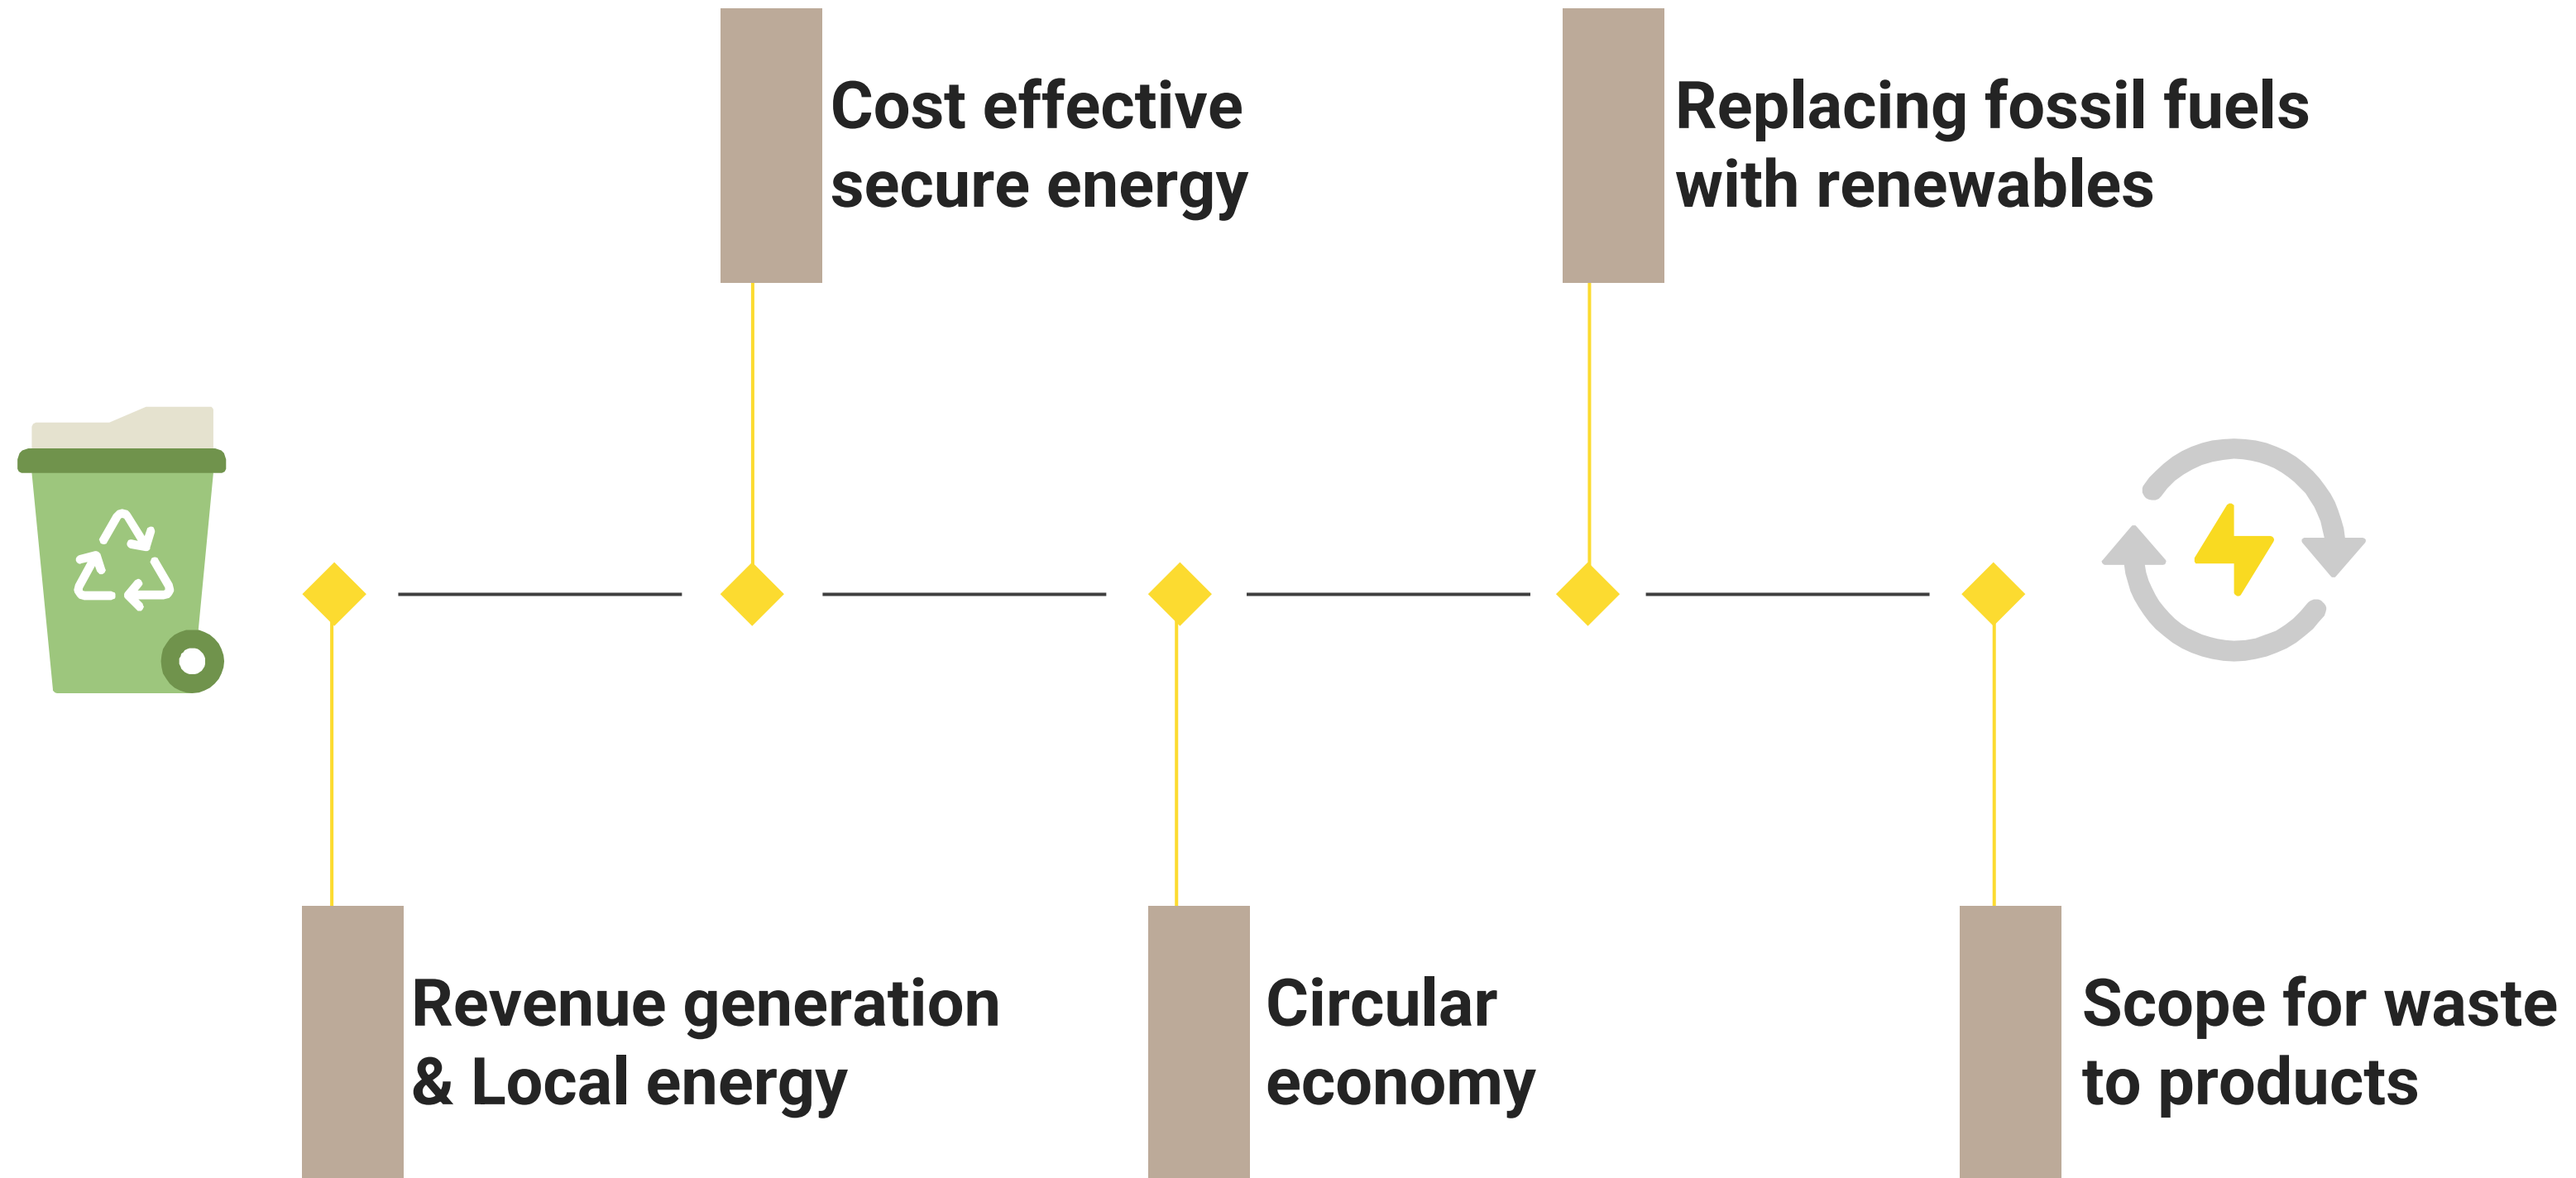 Cost effective
secure energy
Replacing fossil fuels
with renewables
Revenue generation
& Local energy
Circular
economy
Scope for waste
to products